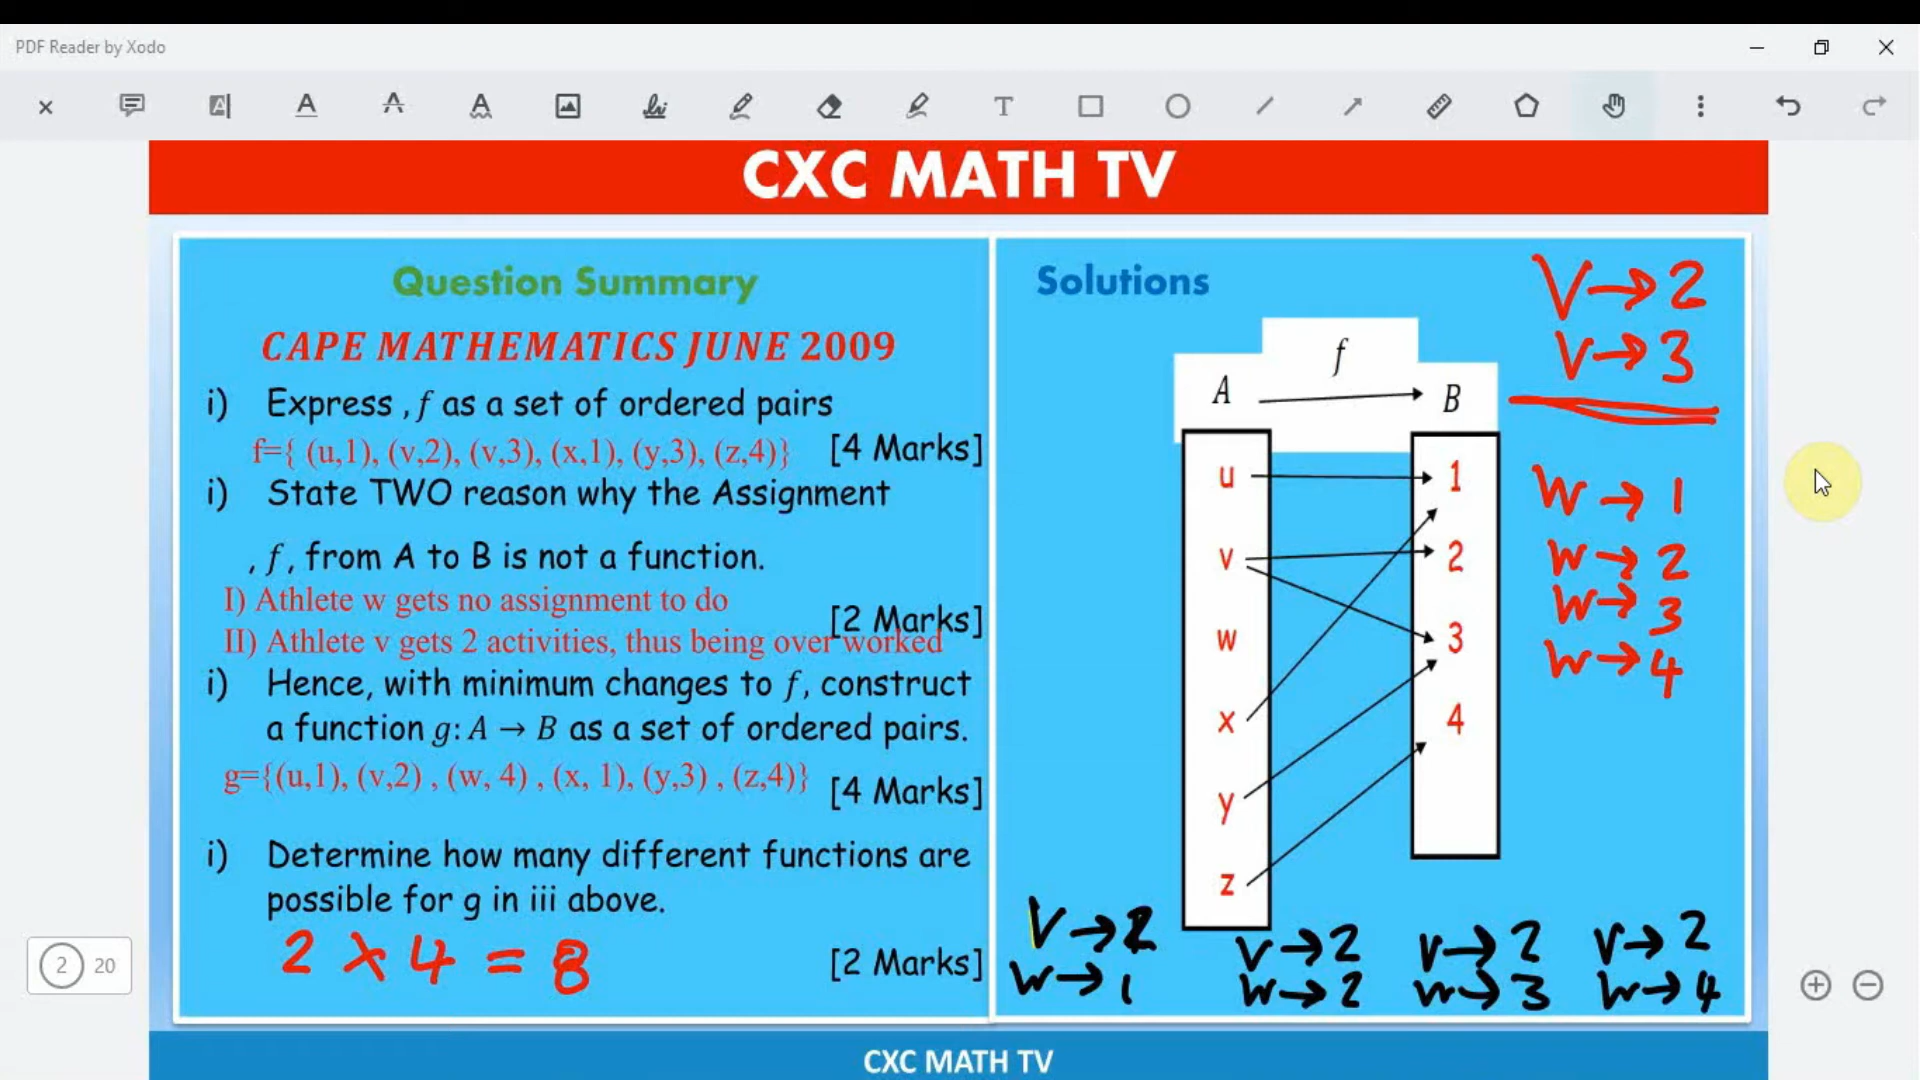 PDF Reader by Xodo
CXC MATH TV
Question Summary
CAPE MATHEMATICS JUNE 2009
i) Express , f as a set of ordered pairs
f={ (u,1), (v,2), (v,3), (x,1), (y,3), (z,4)} [4 Marks]
i) State TWO reason why the Assignment
, f, from A to B is not a function.
I) Athlete w gets no assignment to do
[2 Marks]
II) Athlete v gets 2 activities, thus being over worked
i) Hence, with minimum changes to f, construct
a function g: A → B as a set of ordered pairs.
g={(u,1), (v,2) , (w, 4) , (x, 1), (y,3) , (z,4)}
[4 Marks]
i) Determine how many different functions are
possible for g in iii above.
2 × 4 = 8
[2 Marks]
Solutions
f
A B
u 1
v 2
w 3
x 4
y
z
V→2
V→3
W→1
W→2
W→3
W→4
V→2
W→1
V→2
W→2
V→2
W→3
V→2
W→4
2 20
CXC MATH TV